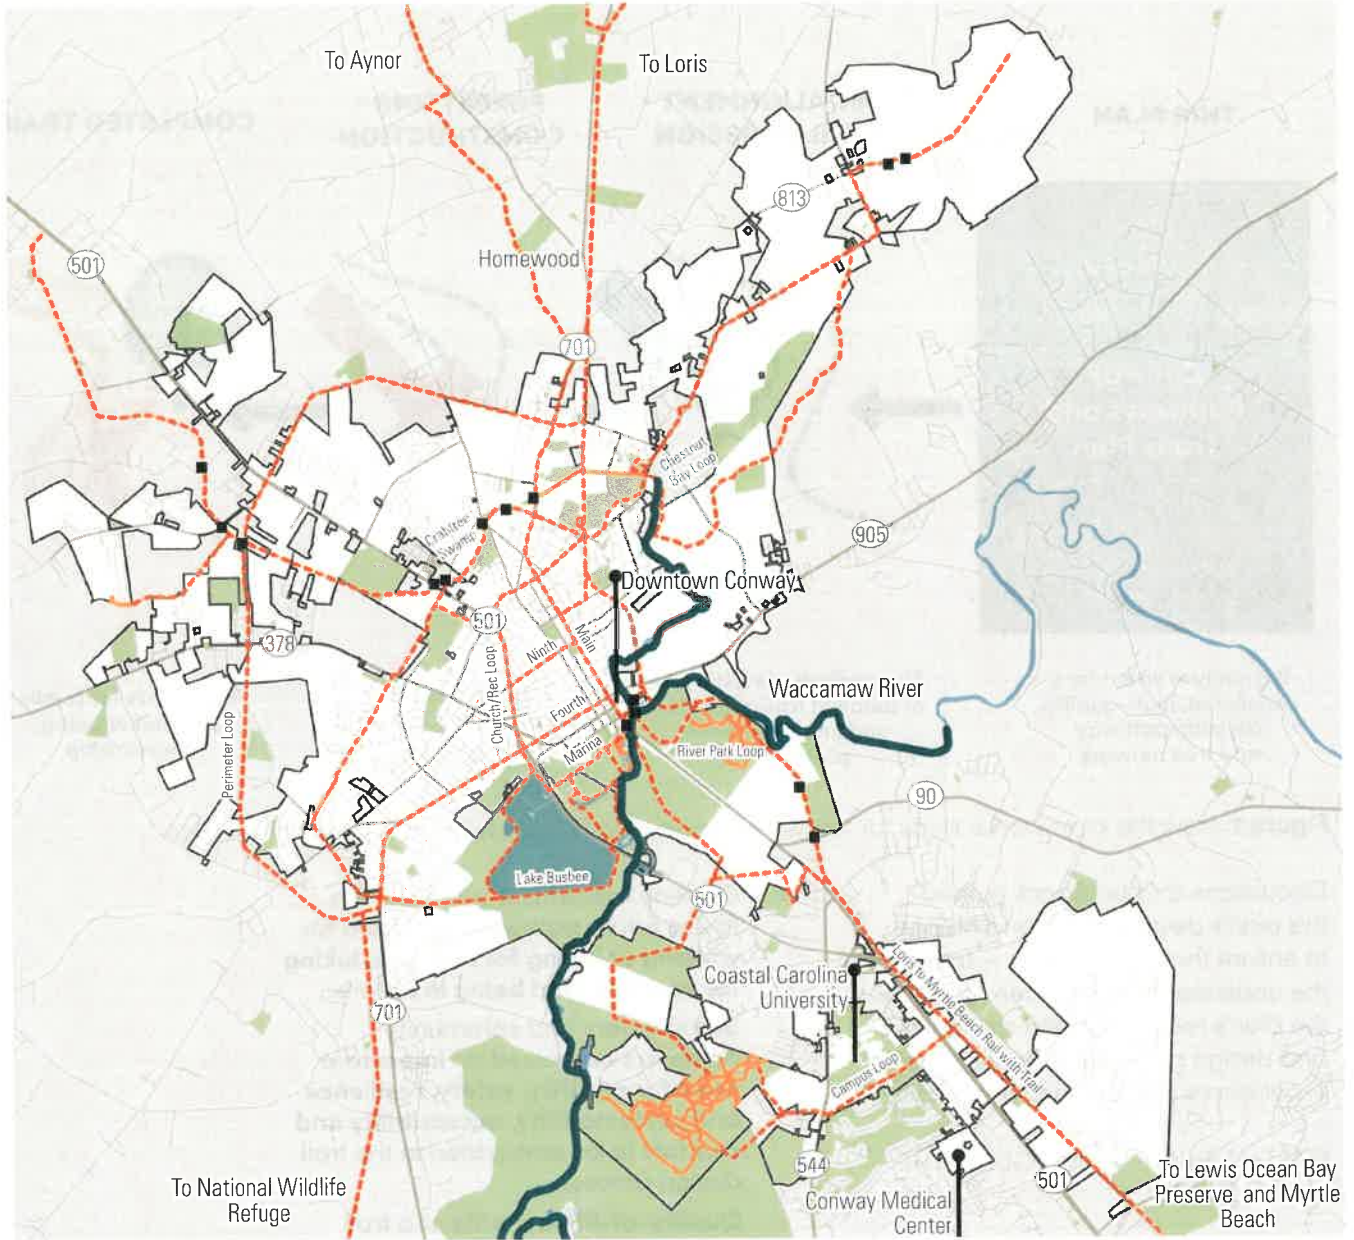 To Aynor
To Loris
813
Homewood
501
701
Chestnut
Bay Loop
Crabtree
Swamp
905
Downtown Conway
501
378
Main
Ninth
Church/Rec Loop
Fourth
Marina
Perimeter Loop
Waccamaw River
River Park Loop
90
Lake Busbee
501
Coastal Carolina
University
Loris to Myrtle Beach Rail with Trail
701
Campus Loop
544
501
To National Wildlife
Refuge
Conway Medical
Center
To Lewis Ocean Bay
Preserve and Myrtle
Beach